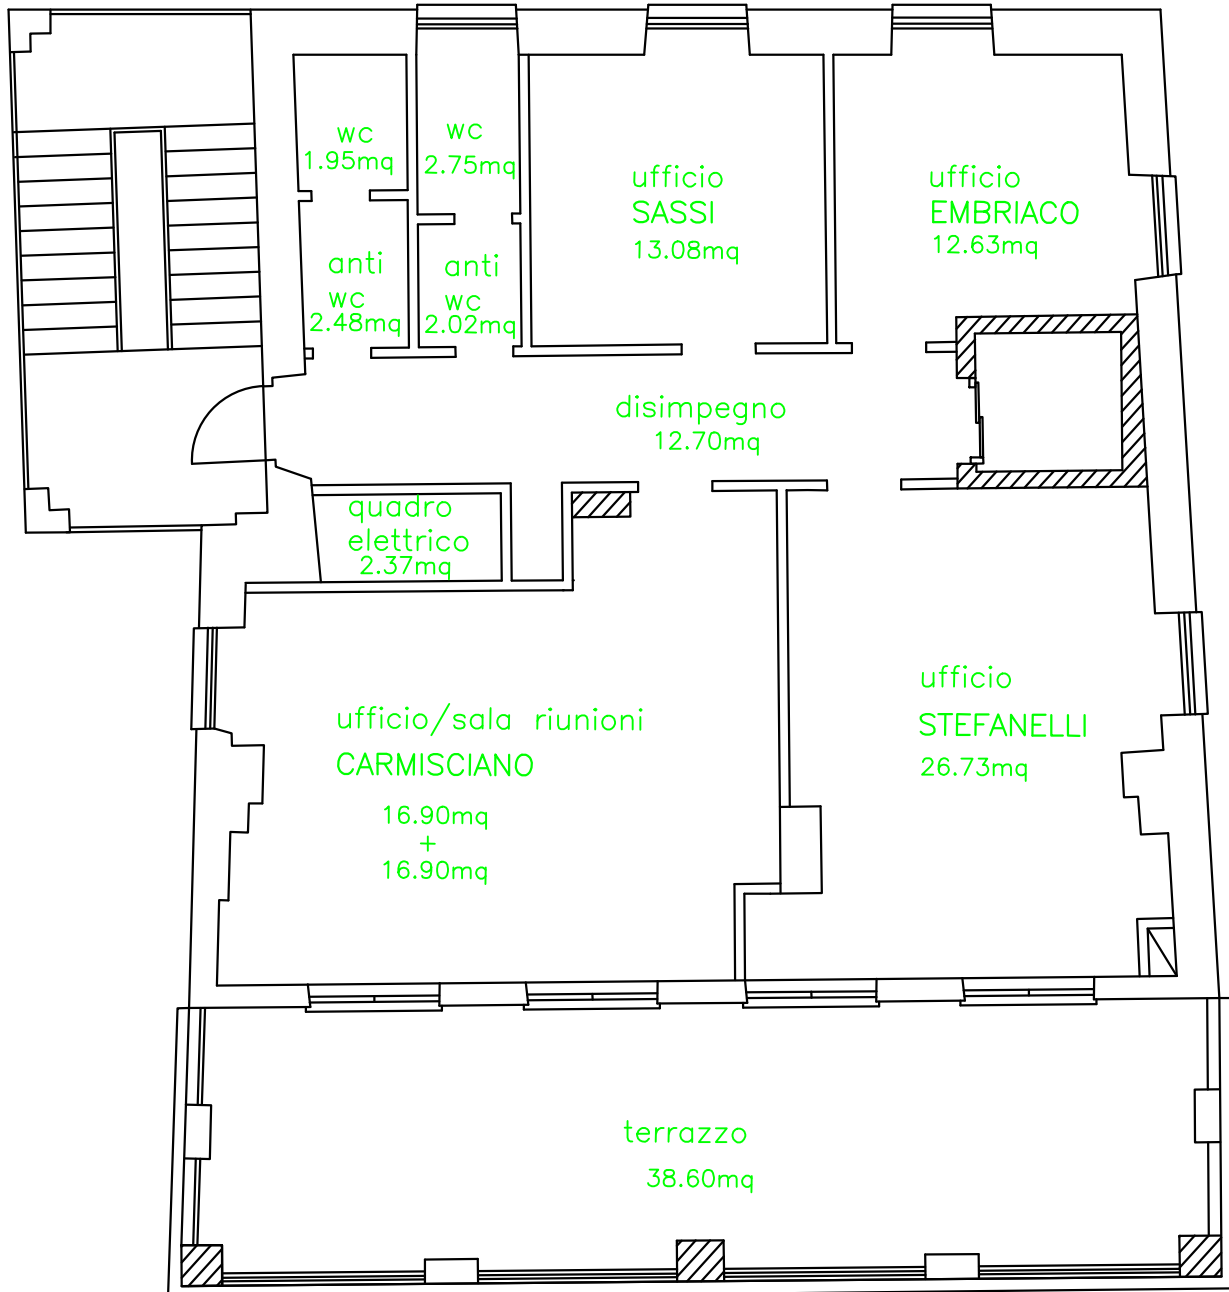 wc
1.95mq
wc
2.75mq
ufficio
SASSI
13.08mq
ufficio
EMBRIACO
12.63mq
anti
wc
2.48mq
anti
wc
2.02mq
disimpegno
12.70mq
quadro
elettrico
2.37mq
ufficio/sala riunioni
CARMISCIANO
16.90mq
+
16.90mq
ufficio
STEFANELLI
26.73mq
terrazzo
38.60mq